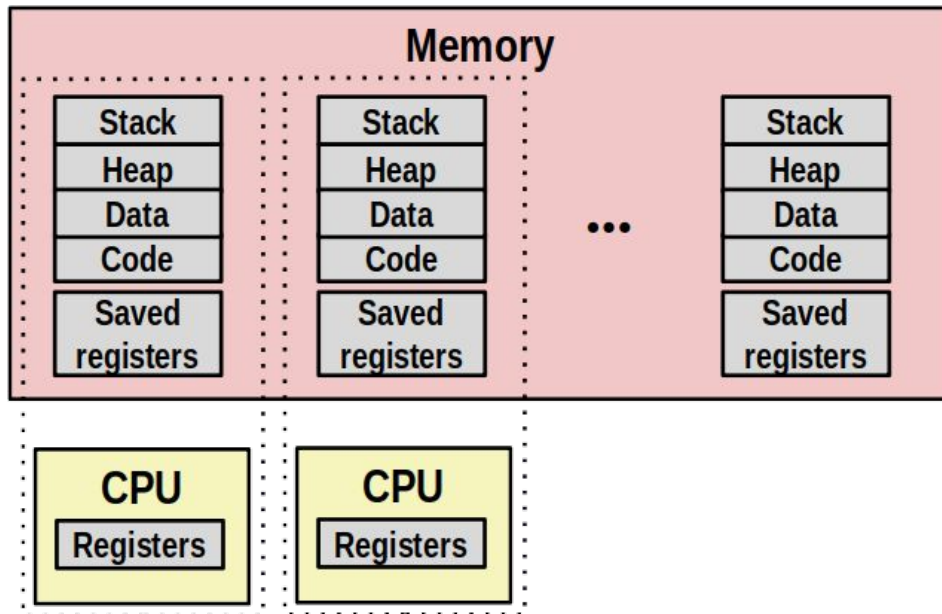 Memory
Stack
Heap
Data
Code
Saved
registers
Stack
Heap
Data
Code
Saved
registers
...
Stack
Heap
Data
Code
Saved
registers
CPU
Registers
CPU
Registers